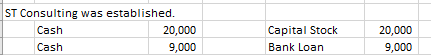 ST Consulting was established.
Cash 20,000 Capital Stock 20,000
Cash 9,000 Bank Loan 9,000